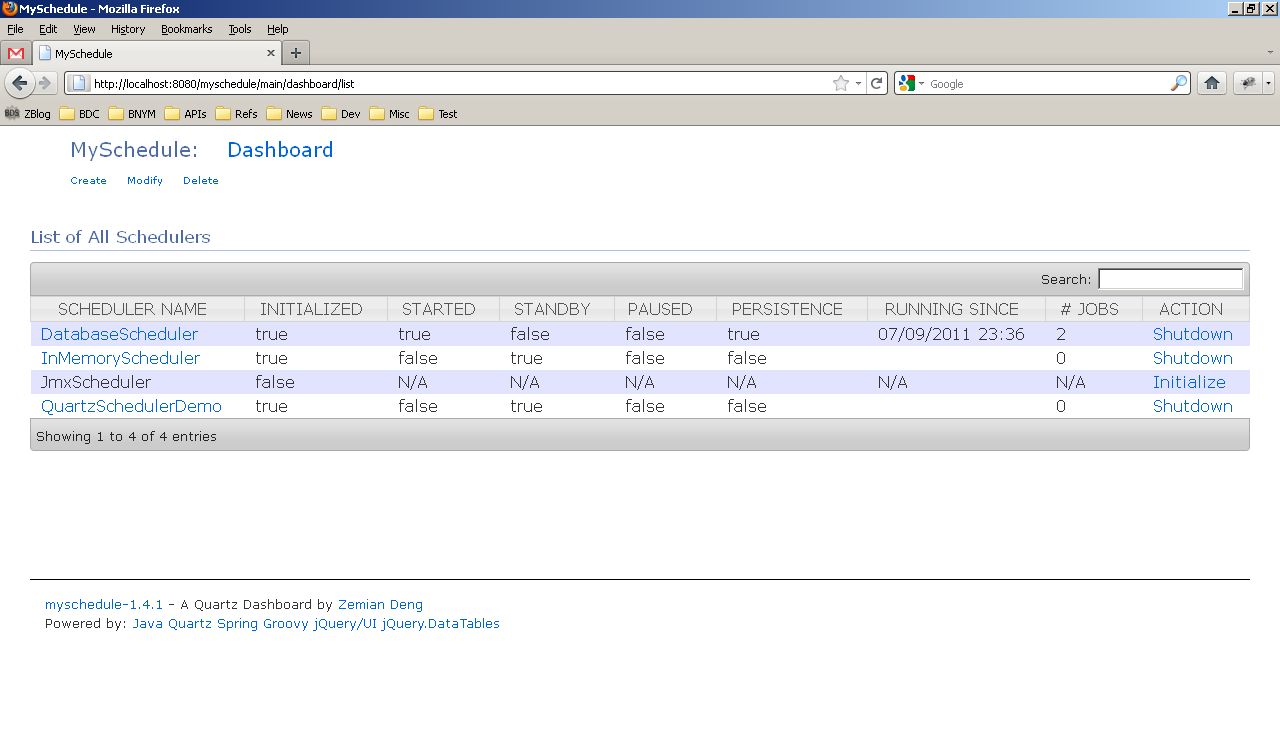 MySchedule - Mozilla Firefox
File Edit View History Bookmarks Tools Help
MySchedule
http://localhost:8080/myschedule/main/dashboard/list Google
ZBlog BDC BNYM APIs Refs News Dev Misc Test
MySchedule: Dashboard
Create Modify Delete
List of All Schedulers
Search:
SCHEDULER NAME INITIALIZED STARTED STANDBY PAUSED PERSISTENCE RUNNING SINCE # JOBS ACTION
DatabaseScheduler true true false false true 07/09/2011 23:36 2 Shutdown
InMemoryScheduler true false true false false 0 Shutdown
JmxScheduler false N/A N/A N/A N/A N/A N/A Initialize
QuartzSchedulerDemo true false true false false 0 Shutdown
Showing 1 to 4 of 4 entries
myschedule-1.4.1 - A Quartz Dashboard by Zemian Deng
Powered by: Java Quartz Spring Groovy jQuery/UI jQuery.DataTables